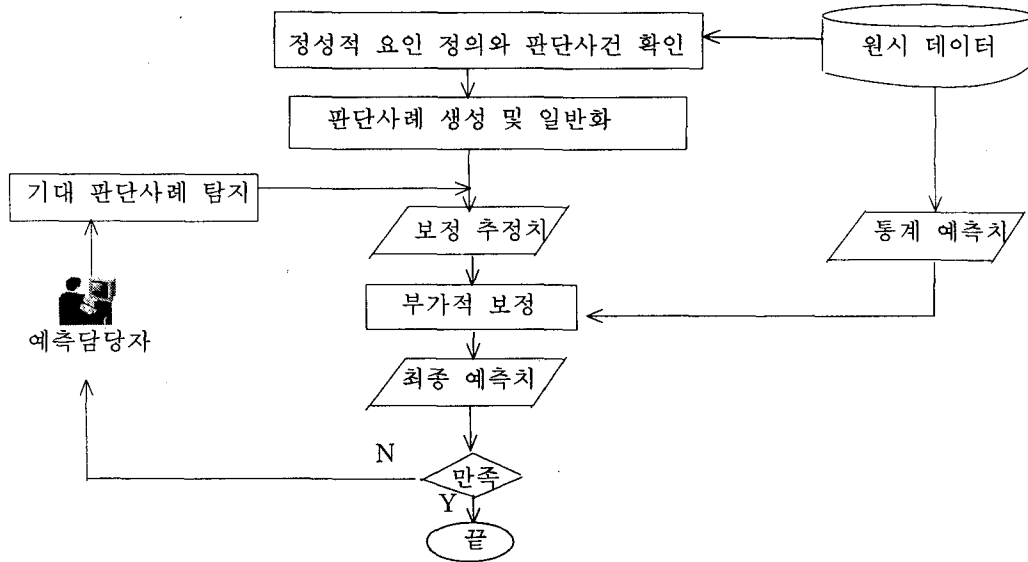 정성적 요인 정의와 판단사건 확인
원시 데이터
판단사례 생성 및 일반화
기대 판단사례 탐지
보정 추정치
통계 예측치
부가적 보정
예측담당자
최종 예측치
N
만족
Y
끝